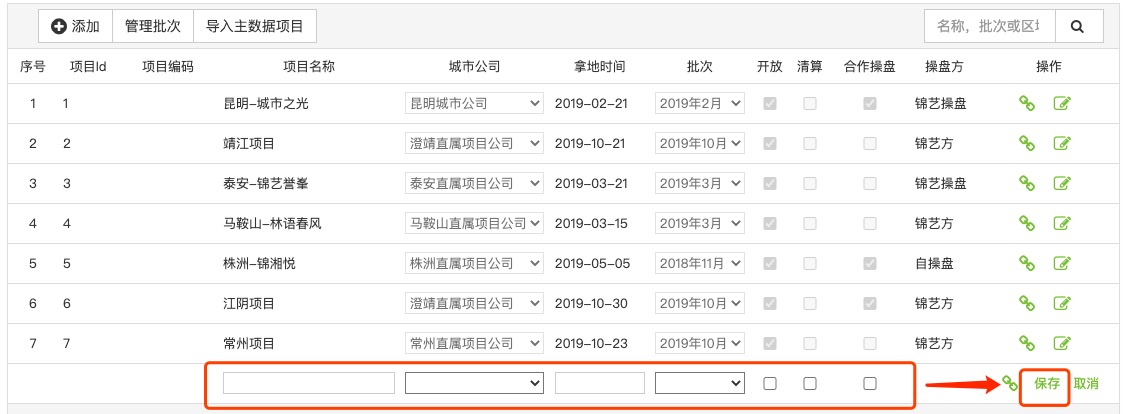 添加 管理批次 导入主数据项目 名称，批次或区
序号 项目Id 项目编码 项目名称 城市公司 拿地时间 批次 开放 清算 合作操盘 操盘方 操作
1 1 昆明-城市之光 昆明城市公司 2019-02-21 2019年2月 锦艺操盘
2 2 靖江项目 澄靖直属项目公司 2019-10-21 2019年10月 锦艺方
3 3 泰安-锦艺誉峯 泰安直属项目公司 2019-03-21 2019年3月 锦艺操盘
4 4 马鞍山-林语春风 马鞍山直属项目公司 2019-03-15 2019年3月 锦艺方
5 5 株洲-锦湘悦 株洲直属项目公司 2019-05-05 2018年11月 自操盘
6 6 江阴项目 澄靖直属项目公司 2019-10-30 2019年10月 锦艺方
7 7 常州项目 常州直属项目公司 2019-10-23 2019年10月 锦艺方
保存 取消